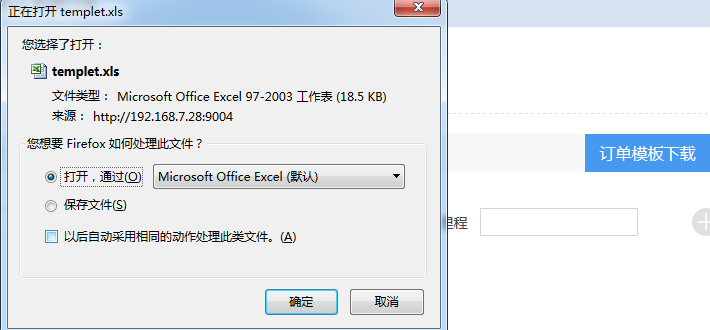 正在打开 templet.xls
您选择了打开：
templet.xls
文件类型： Microsoft Office Excel 97-2003 工作表 (18.5 KB)
来源： http://192.168.7.28:9004
您想要 Firefox 如何处理此文件？
打开，通过(O) Microsoft Office Excel (默认)
保存文件(S)
以后自动采用相同的动作处理此类文件。(A)
确定 取消
订单模板下载
里程